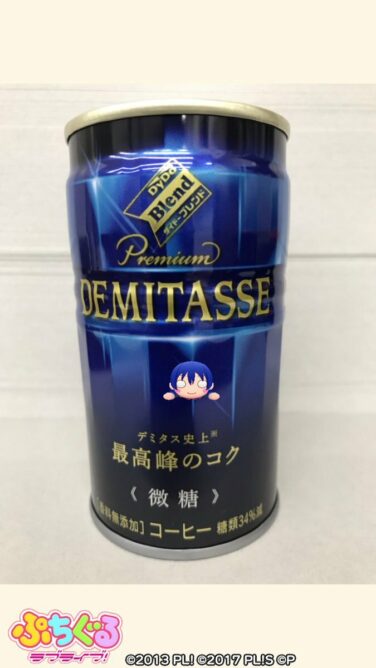 DyDo
Blend
ダイドーブレンド
Premium
DEMITASSE
デミタス史上※
最高峰のコク
《微糖》
料無添加］コーヒー 糖類34%減
ぷちぐる
ラブライブ!
©2013 PL! ©2017 PL!S ©P